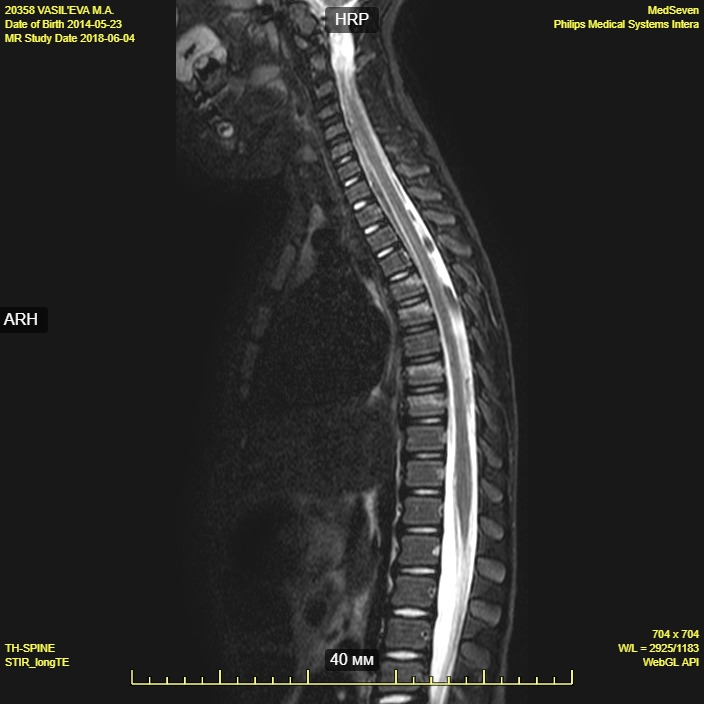 20358 VASIL'EVA M.A.
Date of Birth 2014-05-23
MR Study Date 2018-06-04
HRP
MedSeven
Philips Medical Systems Intera
ARH
TH-SPINE
STIR_longTE
40 мм
704 x 704
W/L = 2925/1183
WebGL API